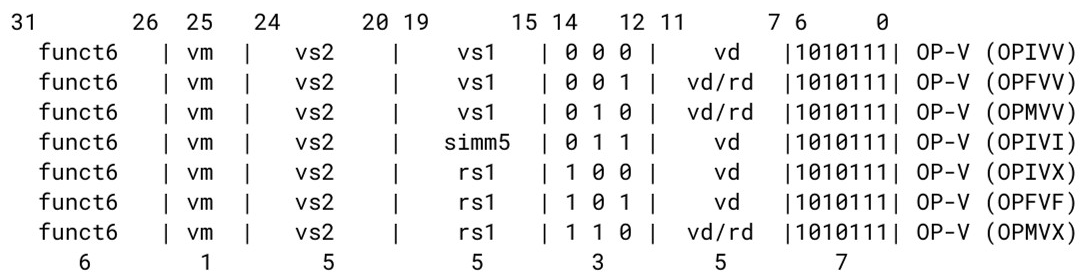 31 26 25 24 20 19 15 14 12 11 7 6 0
funct6 | vm | vs2 | vs1 | 0 0 0 | vd |1010111| OP-V (OPIVV)
funct6 | vm | vs2 | vs1 | 0 0 1 | vd/rd |1010111| OP-V (OPFVV)
funct6 | vm | vs2 | vs1 | 0 1 0 | vd/rd |1010111| OP-V (OPMVV)
funct6 | vm | vs2 | simm5 | 0 1 1 | vd |1010111| OP-V (OPIVI)
funct6 | vm | vs2 | rs1 | 1 0 0 | vd |1010111| OP-V (OPIVX)
funct6 | vm | vs2 | rs1 | 1 0 1 | vd |1010111| OP-V (OPFVF)
funct6 | vm | vs2 | rs1 | 1 1 0 | vd/rd |1010111| OP-V (OPMVX)
6 1 5 5 3 5 7